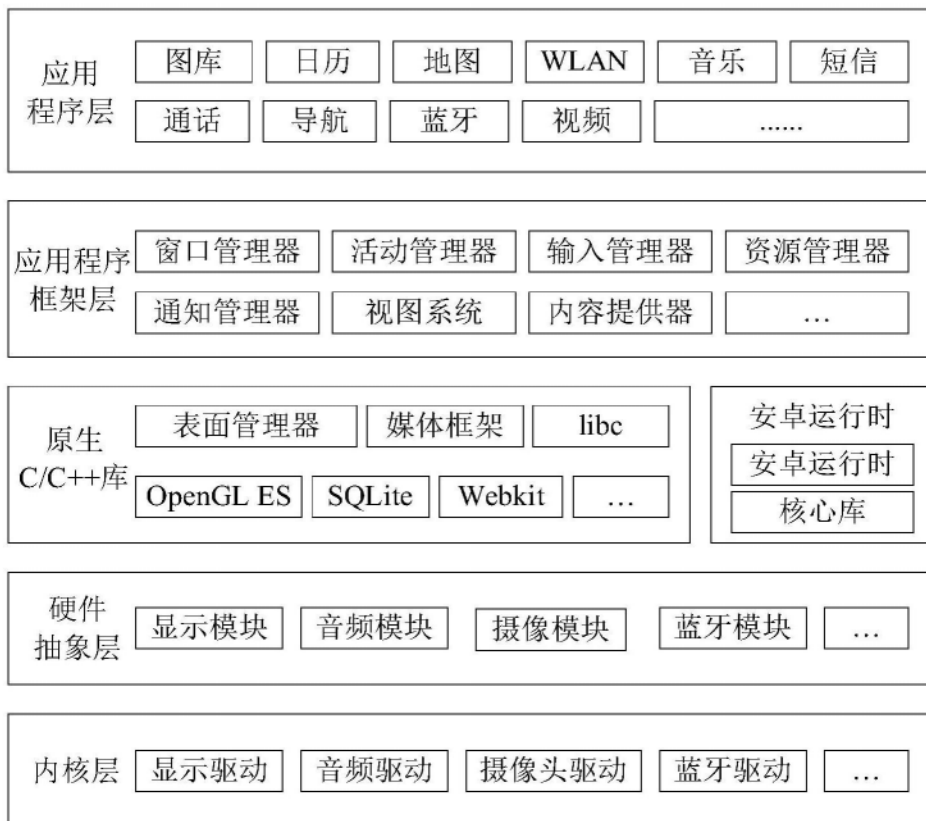 图库 日历 地图 WLAN 音乐 短信
应用
程序层
通话 导航 蓝牙 视频 ......
窗口管理器 活动管理器 输入管理器 资源管理器
应用程序
框架层
通知管理器 视图系统 内容提供器 ...
表面管理器 媒体框架 libc
原生
C/C++库
OpenGL ES SQLite Webkit ...
安卓运行时
安卓运行时
核心库
硬件
抽象层
显示模块 音频模块 摄像模块 蓝牙模块 ...
内核层 显示驱动 音频驱动 摄像头驱动 蓝牙驱动 ...